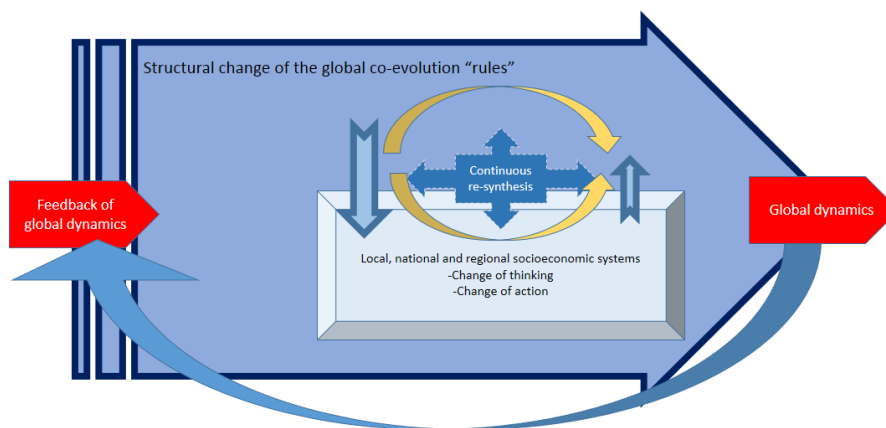 Structural change of the global co-evolution “rules”
Continuous
re-synthesis
Feedback of
global dynamics
Global dynamics
Local, national and regional socioeconomic systems
-Change of thinking
-Change of action